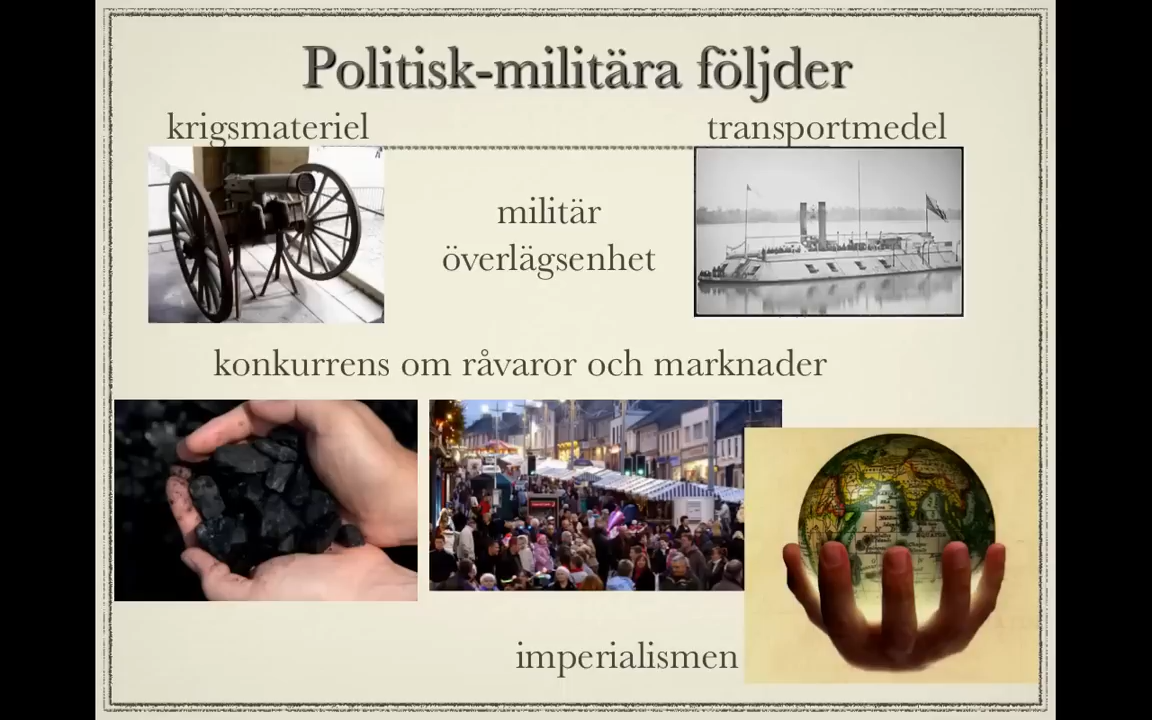 Politisk-militära följder
krigsmateriel
transportmedel
militär
överlägsenhet
konkurrens om råvaror och marknader
imperialismen